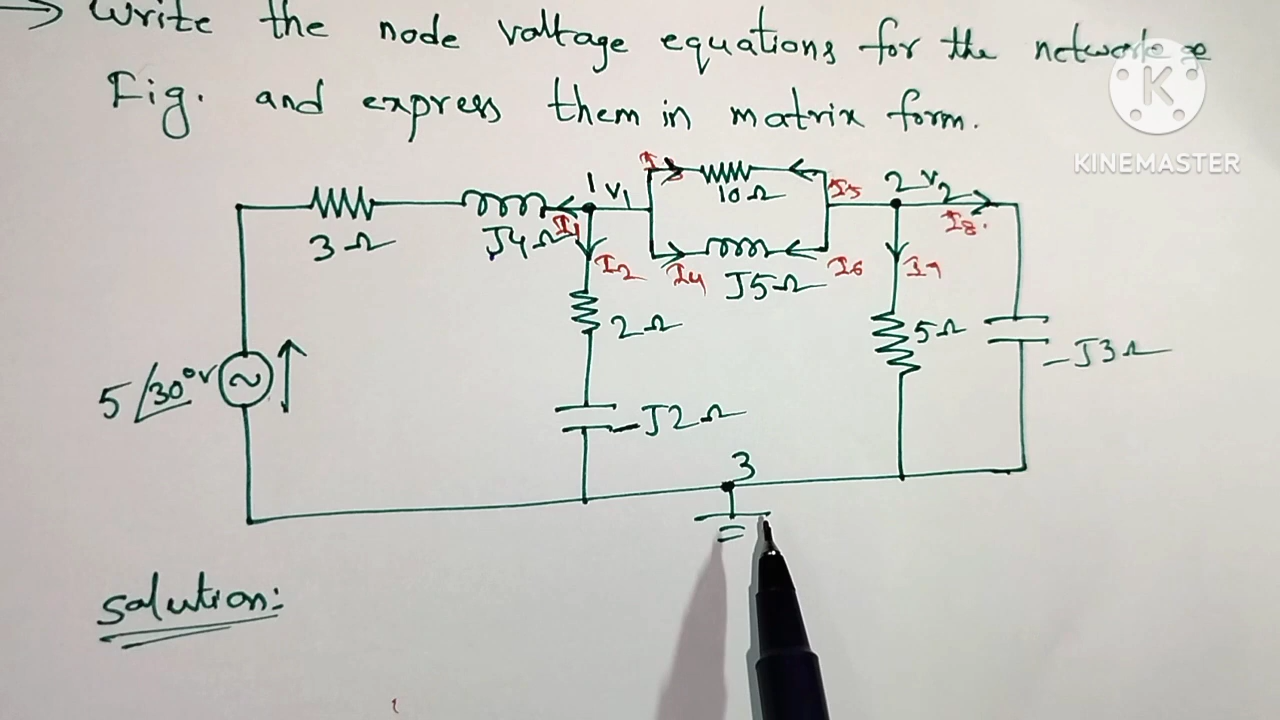 → Write the node voltage equations for the network
Fig. and express them in matrix form.
K
KINEMASTER
I3
10Ω
I5
1 V1
2 V2
I8.
3Ω
J4Ω
I1
I2
I4
J5Ω
I6
I7
2Ω
5Ω
-J3Ω
5/30°V
~
-J2Ω
3
Solution: